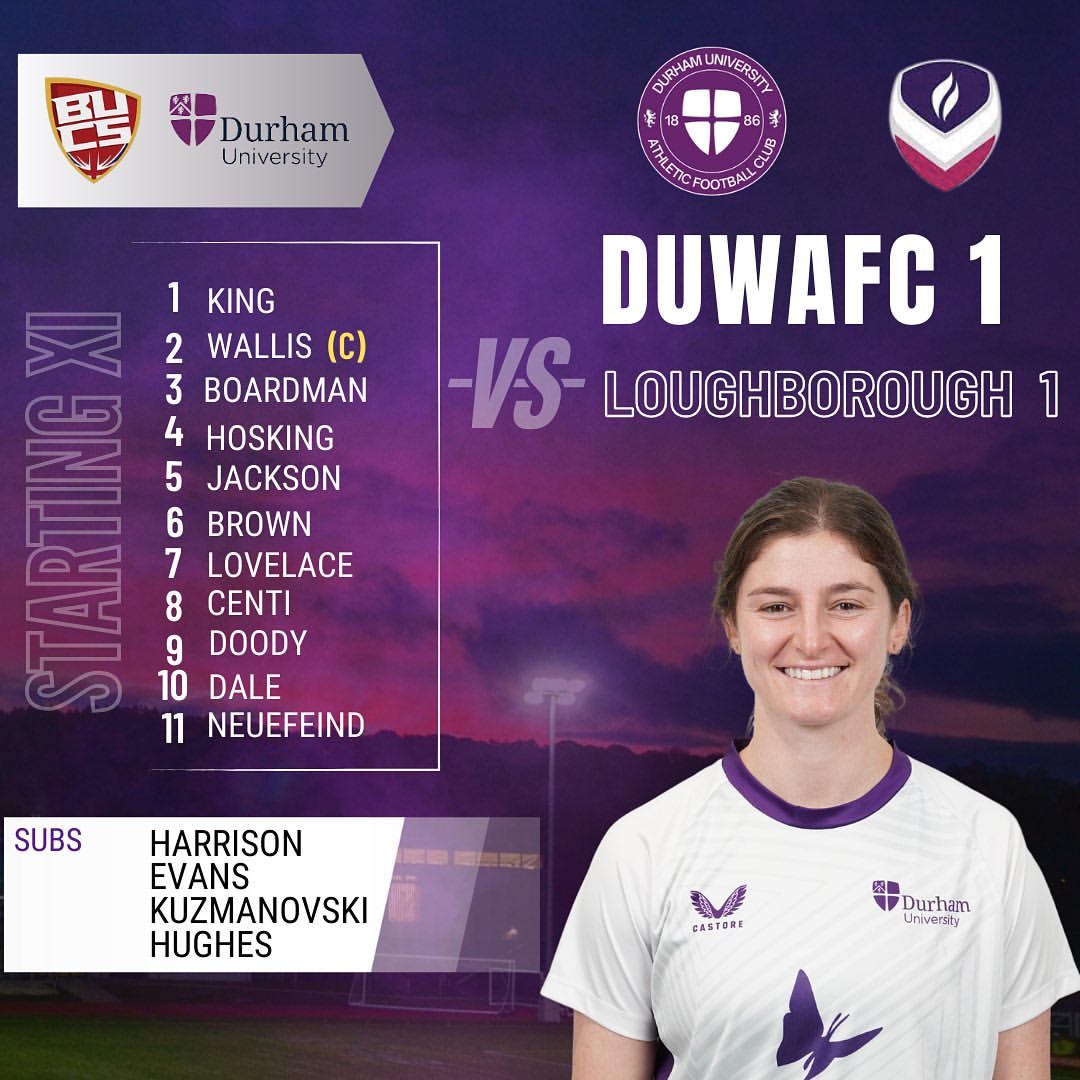 BU
CS
Durham
University
DURHAM UNIVERSITY
18 86
ATHLETIC FOOTBALL CLUB
DUWAFC 1
-VS-
LOUGHBOROUGH 1
STARTING XI
1 KING
2 WALLIS (C)
3 BOARDMAN
4 HOSKING
5 JACKSON
6 BROWN
7 LOVELACE
8 CENTI
9 DOODY
10 DALE
11 NEUEFEIND
SUBS
HARRISON
EVANS
KUZMANOVSKI
HUGHES
CASTORE
Durham
University